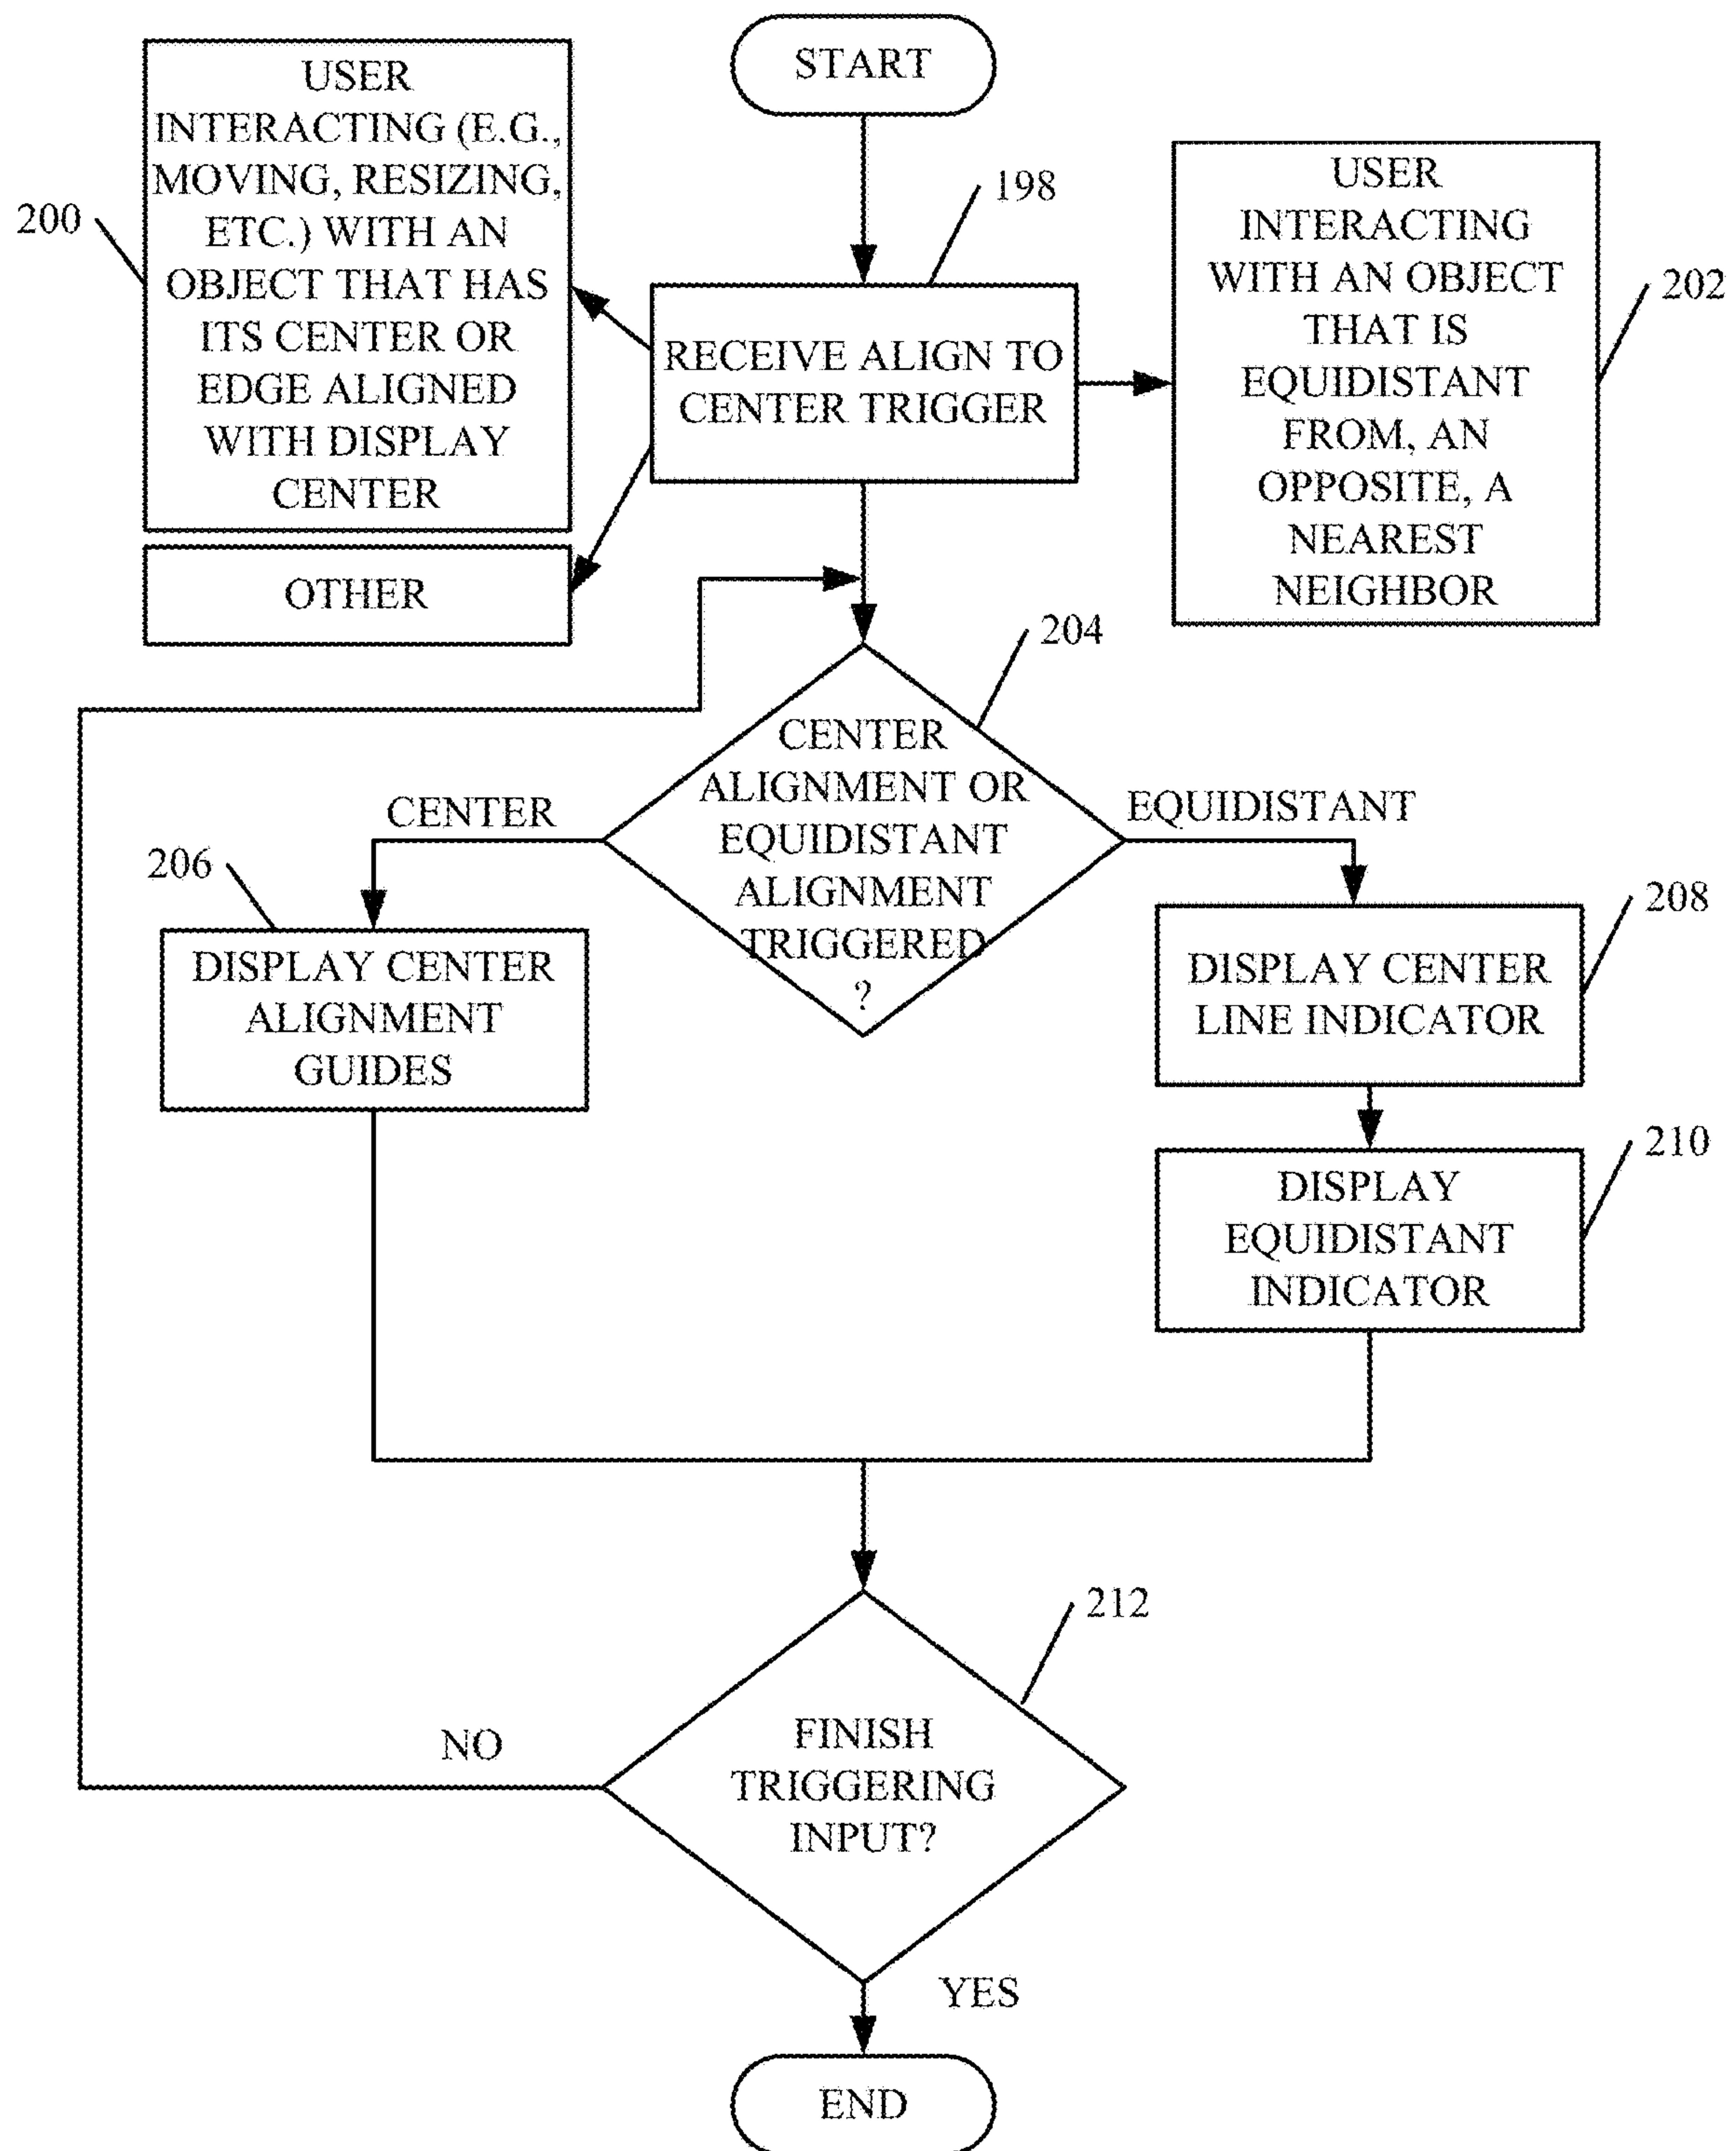 START
USER
INTERACTING (E.G.,
MOVING, RESIZING,
ETC.) WITH AN
OBJECT THAT HAS
ITS CENTER OR
EDGE ALIGNED
WITH DISPLAY
CENTER
200
198
RECEIVE ALIGN TO
CENTER TRIGGER
USER
INTERACTING
WITH AN OBJECT
THAT IS
EQUIDISTANT
FROM, AN
OPPOSITE, A
NEAREST
NEIGHBOR
202
OTHER
204
CENTER
ALIGNMENT OR
EQUIDISTANT
ALIGNMENT
TRIGGERED
?
CENTER
EQUIDISTANT
206
DISPLAY CENTER
ALIGNMENT
GUIDES
208
DISPLAY CENTER
LINE INDICATOR
210
DISPLAY
EQUIDISTANT
INDICATOR
212
FINISH
TRIGGERING
INPUT?
NO
YES
END